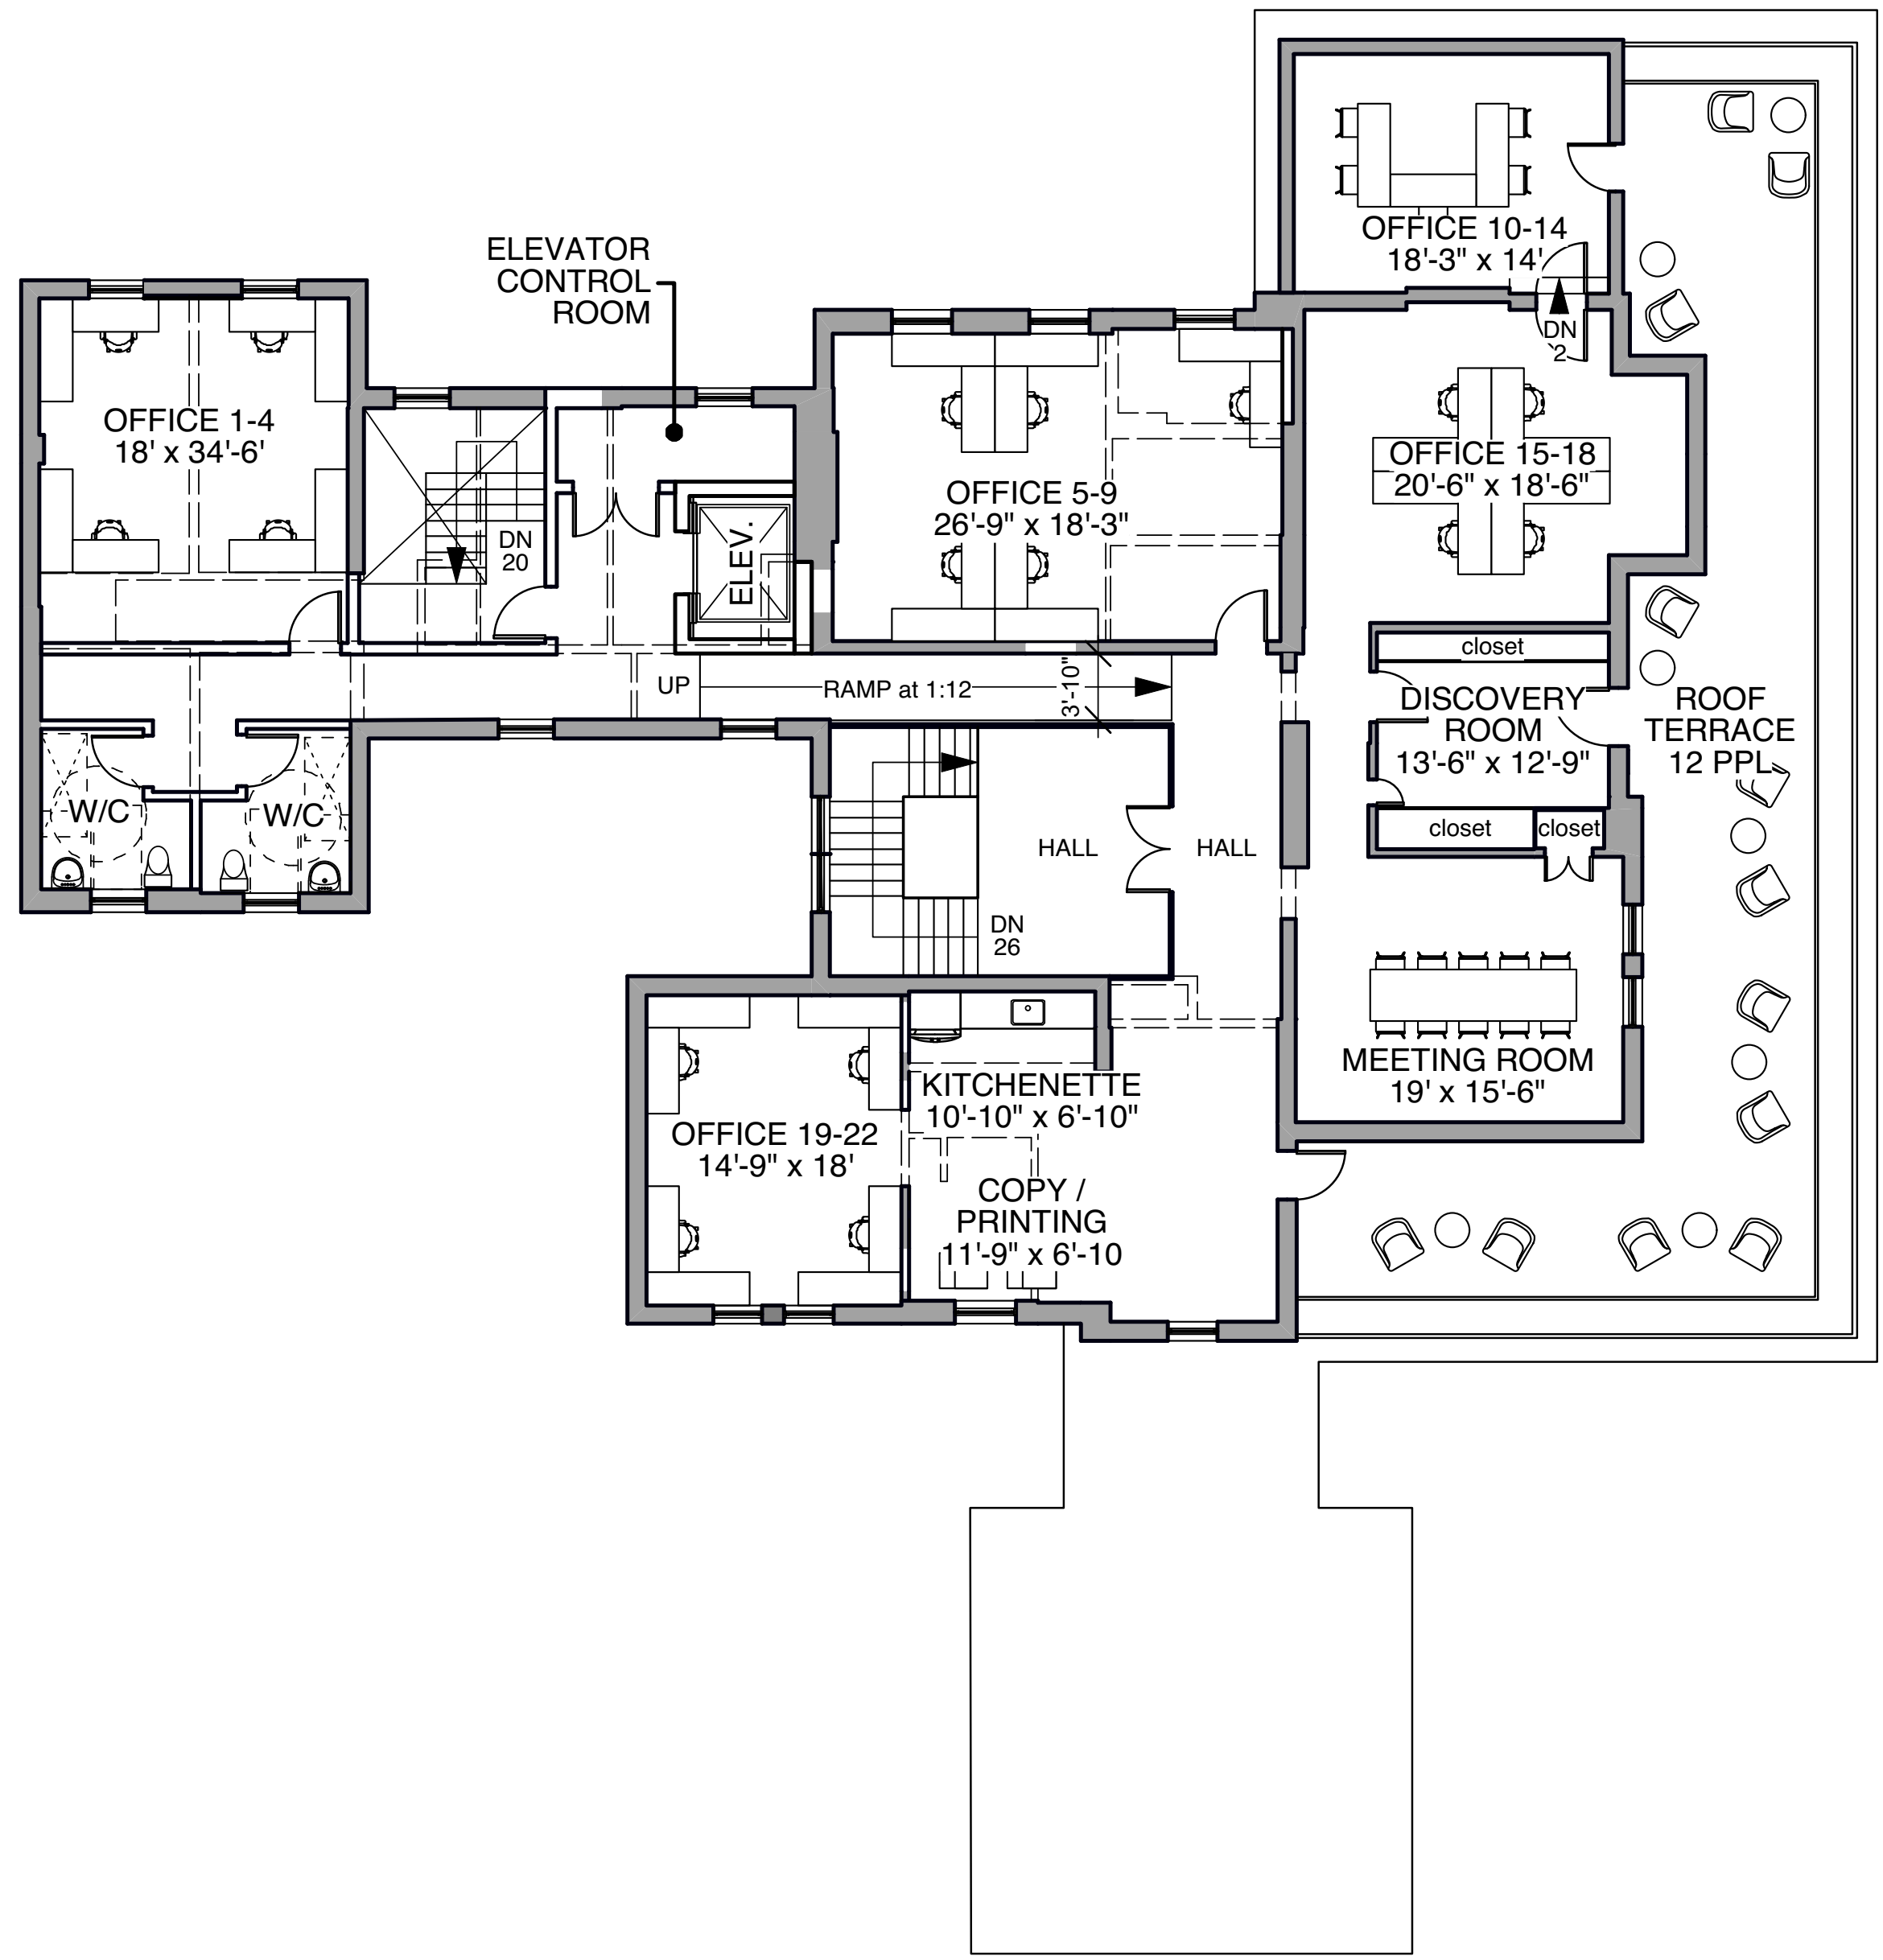 OFFICE 10-14
18'-3" x 14'
ELEVATOR
CONTROL
ROOM
DN
2
OFFICE 1-4
18' x 34'-6'
OFFICE 15-18
20'-6" x 18'-6"
OFFICE 5-9
26'-9" x 18'-3"
DN
20
ELEV.
closet
UP
RAMP at 1:12
3'-10"
DISCOVERY
ROOM
13'-6" x 12'-9"
ROOF
TERRACE
12 PPL
W/C
W/C
closet
closet
HALL
HALL
DN
26
MEETING ROOM
19' x 15'-6"
KITCHENETTE
10'-10" x 6'-10"
OFFICE 19-22
14'-9" x 18'
COPY /
PRINTING
11'-9" x 6'-10